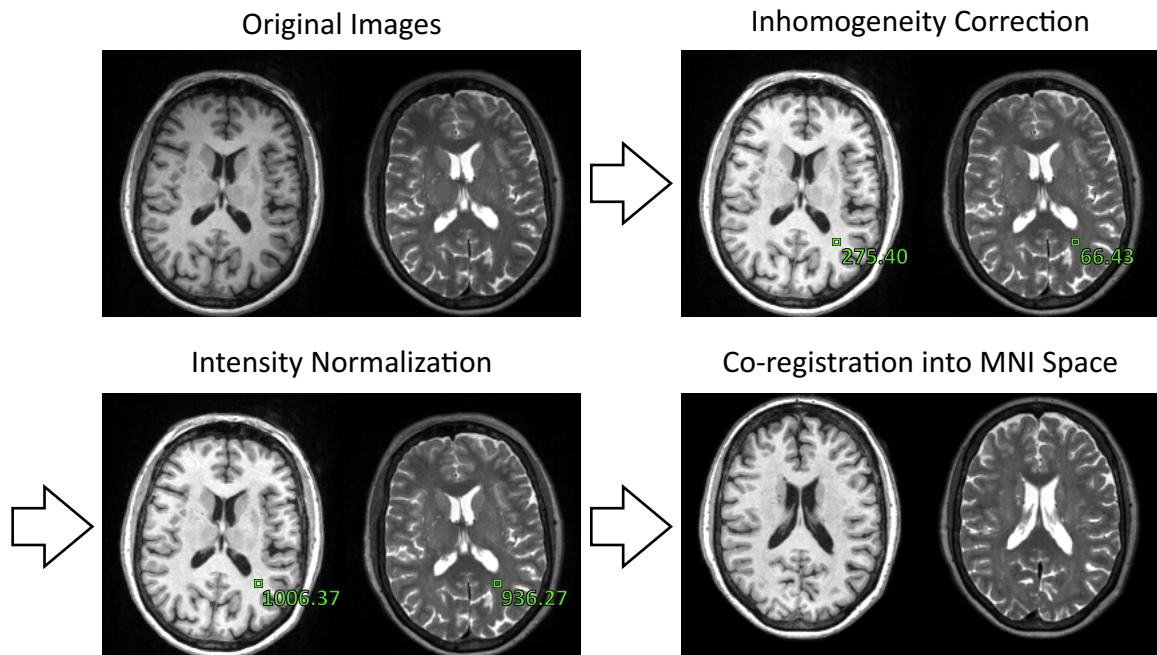 Original Images
Inhomogeneity Correction
275.40
66.43
Intensity Normalization
Co-registration into MNI Space
1006.37
936.27